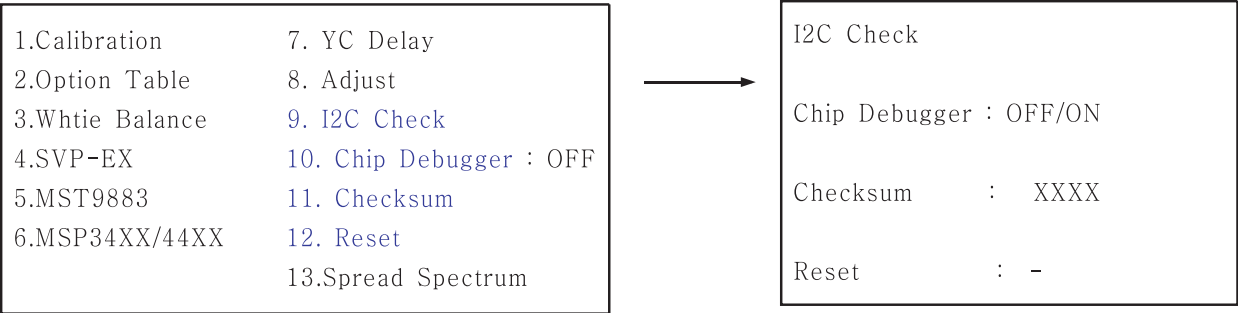 1.Calibration
2.Option Table
3.Whtie Balance
4.SVP-EX
5.MST9883
6.MSP34XX/44XX
7. YC Delay
8. Adjust
9. I2C Check
10. Chip Debugger : OFF
11. Checksum
12. Reset
13.Spread Spectrum
I2C Check
Chip Debugger : OFF/ON
Checksum : XXXX
Reset : -